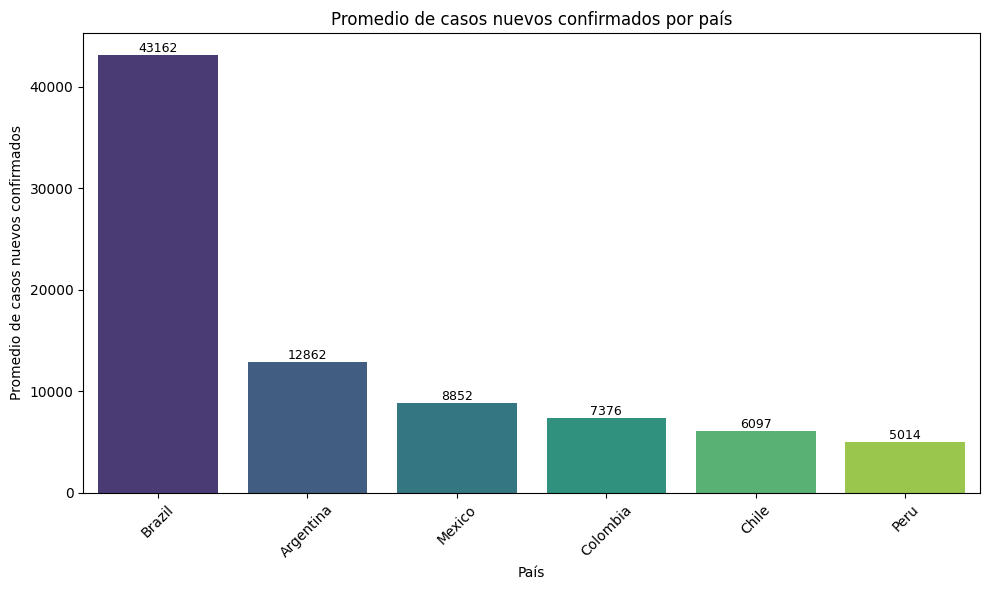 Promedio de casos nuevos confirmados por país
Promedio de casos nuevos confirmados
40000
30000
20000
10000
0
43162
12862
8852
7376
6097
5014
Brazil
Argentina
Mexico
Colombia
Chile
Peru
País